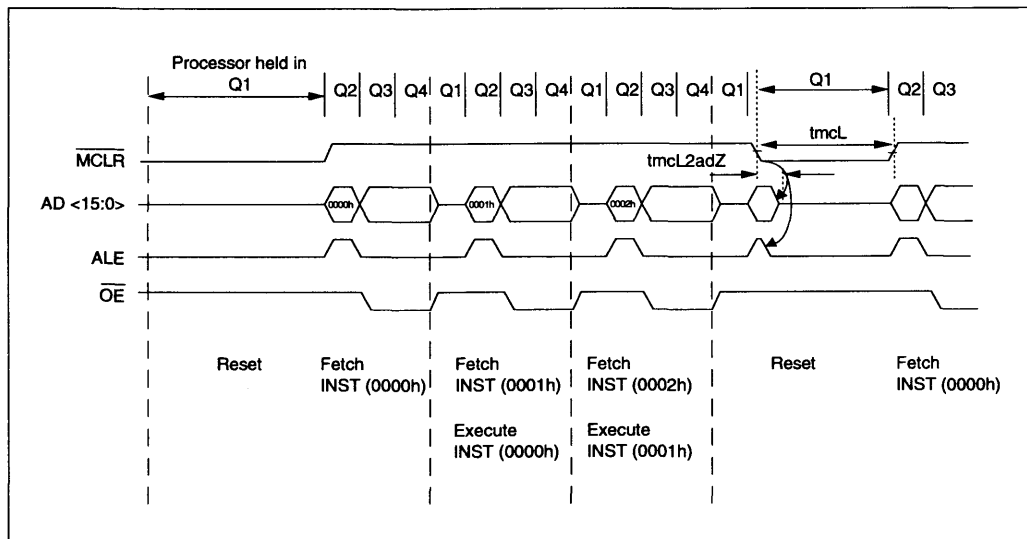 Processor held in
Q1
Q2 Q3 Q4 Q1 Q2 Q3 Q4 Q1 Q2 Q3 Q4 Q1 Q1 Q2 Q3
tmcL
MCLR
tmcL2adZ
AD <15:0>
0000h 0001h 0002h
ALE
OE
Reset Fetch Fetch Fetch Reset Fetch
INST (0000h) INST (0001h) INST (0002h) INST (0000h)
Execute Execute
INST (0000h) INST (0001h)